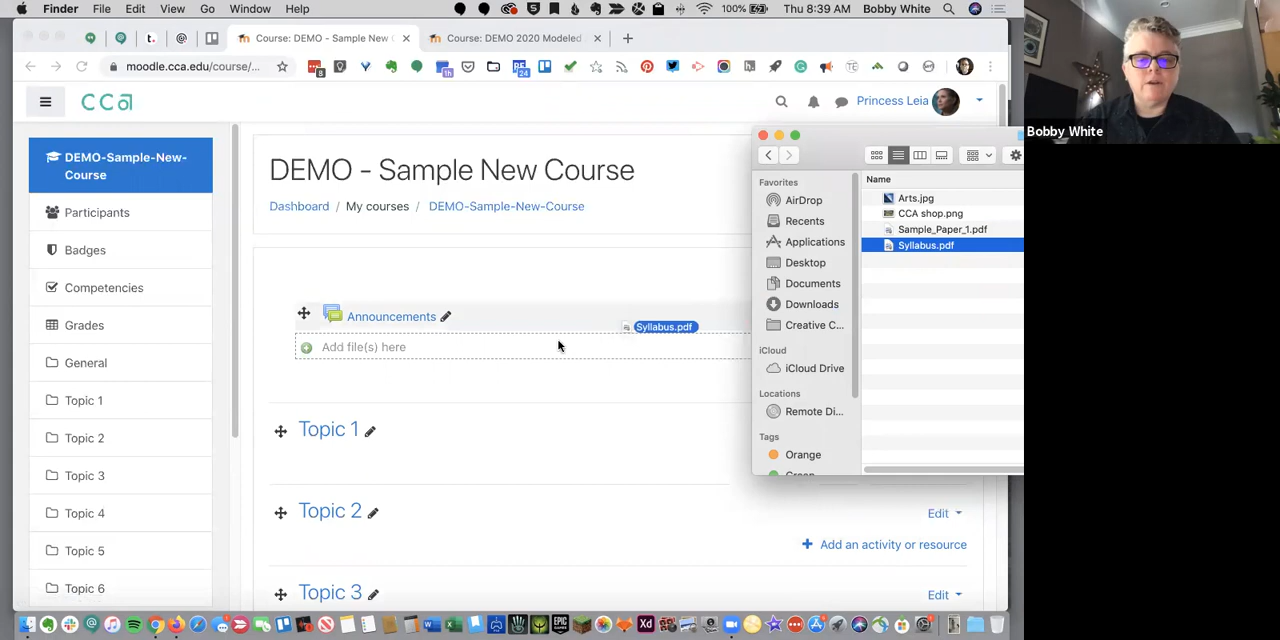 Finder File Edit View Go Window Help 100% Thu 8:39 AM Bobby White
Course: DEMO - Sample New C
Course: DEMO 2020 Modeled
moodle.cca.edu/course/...
8
24
1h
cca
Princess Leia
DEMO-Sample-New-
Course
Participants
Badges
Competencies
Grades
General
Topic 1
Topic 2
Topic 3
Topic 4
Topic 5
Topic 6
DEMO - Sample New Course
Dashboard / My courses / DEMO-Sample-New-Course
Announcements
Syllabus.pdf
Add file(s) here
Topic 1
Topic 2
Edit
+ Add an activity or resource
Topic 3
Edit
Favorites
AirDrop
Recents
Applications
Desktop
Documents
Downloads
Creative C...
iCloud
iCloud Drive
Locations
Remote Di...
Tags
Orange
Name
Arts.jpg
CCA shop.png
Sample_Paper_1.pdf
Syllabus.pdf
Bobby White